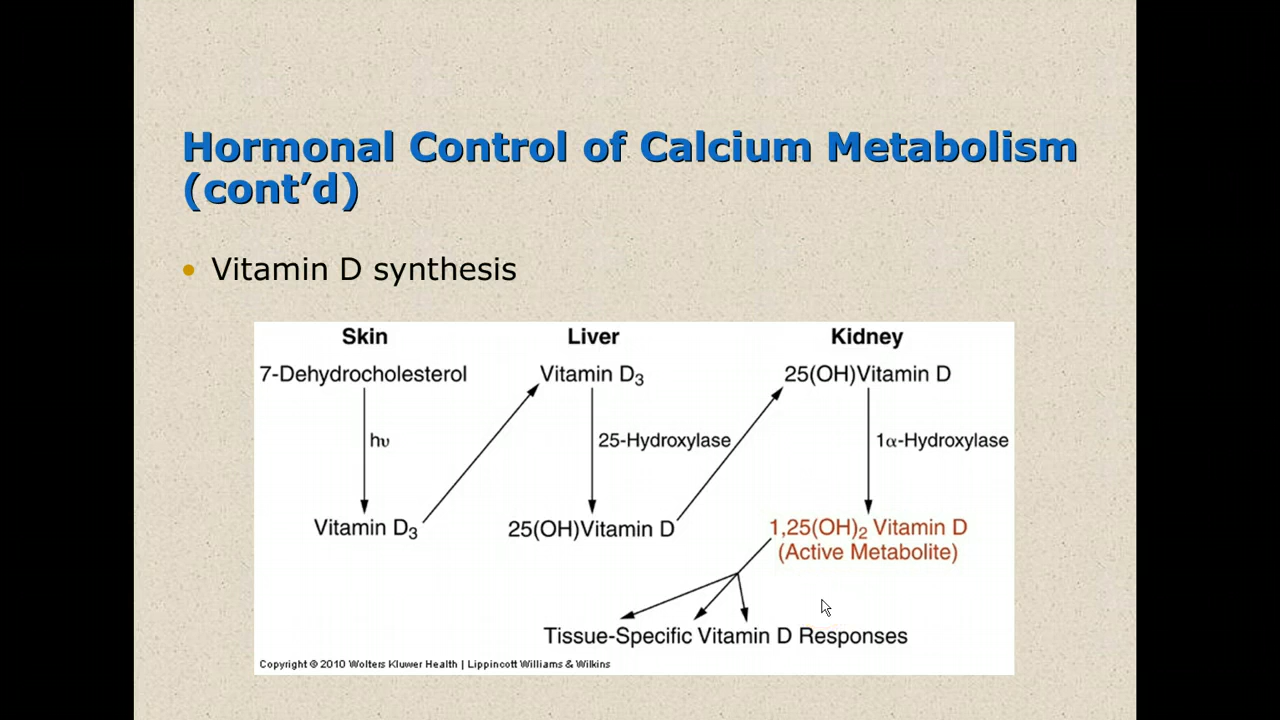 Hormonal Control of Calcium Metabolism
(cont’d)
• Vitamin D synthesis
Skin Liver Kidney
7-Dehydrocholesterol Vitamin D₃ 25(OH)Vitamin D
hυ 25-Hydroxylase 1α-Hydroxylase
Vitamin D₃ 25(OH)Vitamin D 1,25(OH)₂ Vitamin D
(Active Metabolite)
Tissue-Specific Vitamin D Responses
Copyright © 2010 Wolters Kluwer Health | Lippincott Williams & Wilkins